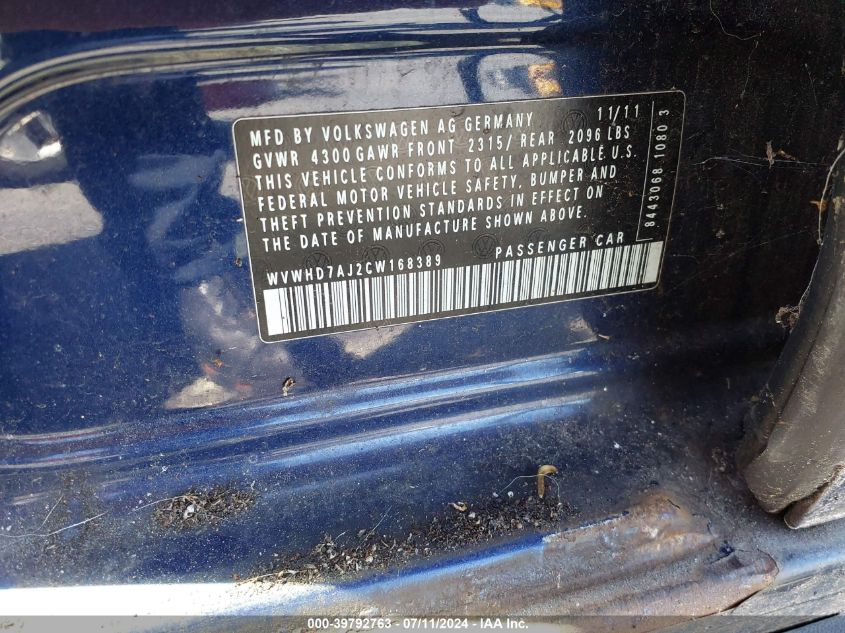 MFD BY VOLKSWAGEN AG GERMANY 11/11
GVWR 4300 GAWR FRONT 2315/ REAR 2096 LBS
THIS VEHICLE CONFORMS TO ALL APPLICABLE U.S.
FEDERAL MOTOR VEHICLE SAFETY, BUMPER AND
THEFT PREVENTION STANDARDS IN EFFECT ON
THE DATE OF MANUFACTURE SHOWN ABOVE.
WVWHD7AJ2CW168389 PASSENGER CAR
8443068 1080 3
000-39792763 - 07/11/2024 -